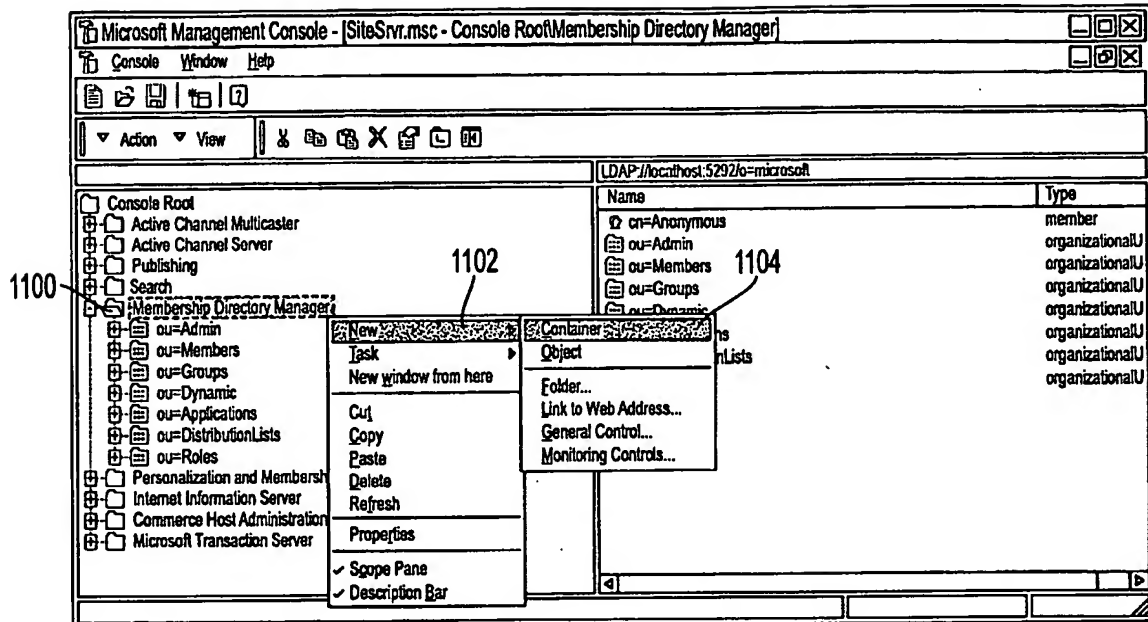 Microsoft Management Console - [SiteSrvr.msc - Console Root\Membership Directory Manager]
Console Window Help
Action View
LDAP://localhost:5292/o=microsoft
Console Root
Active Channel Multicaster
Active Channel Server
Publishing
Search
Membership Directory Manager
ou=Admin
ou=Members
ou=Groups
ou=Dynamic
ou=Applications
ou=DistributionLists
ou=Roles
Personalization and Membersh
Internet Information Server
Commerce Host Administration
Microsoft Transaction Server
1100
1102
1104
New
Task
New window from here
Cut
Copy
Paste
Delete
Refresh
Properties
Scope Pane
Description Bar
Container
Object
Folder...
Link to Web Address...
General Control...
Monitoring Controls...
Name Type
cn=Anonymous member
ou=Admin organizationalU
ou=Members organizationalU
ou=Groups organizationalU
ou=Dynamic organizationalU
ns organizationalU
nLists organizationalU
organizationalU